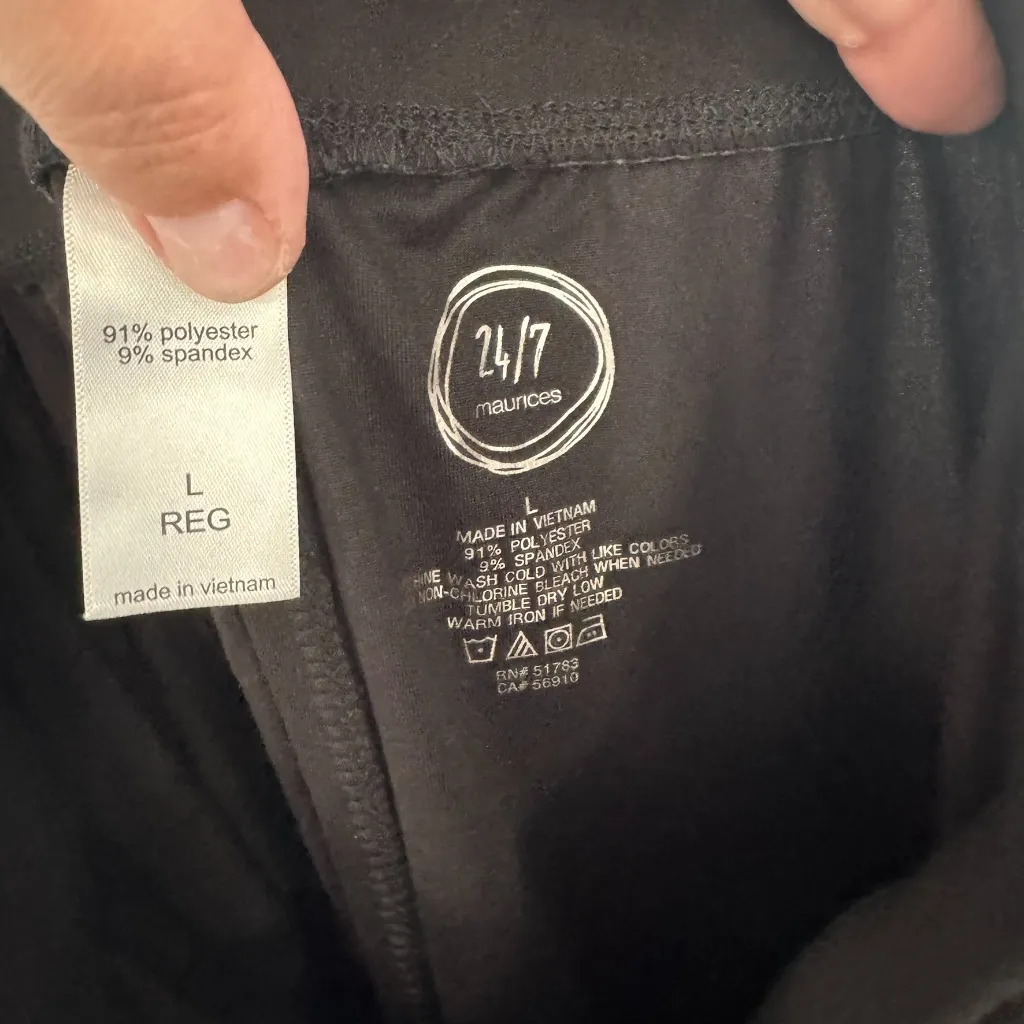 91% polyester
9% spandex
L
REG
made in vietnam
24/7
maurices
L
MADE IN VIETNAM
91% POLYESTER
9% SPANDEX
WASH COLD WITH LIKE COLORS
NON-CHLORINE BLEACH WHEN NEEDED
TUMBLE DRY LOW
WARM IRON IF NEEDED
RN# 51783
CA# 56910